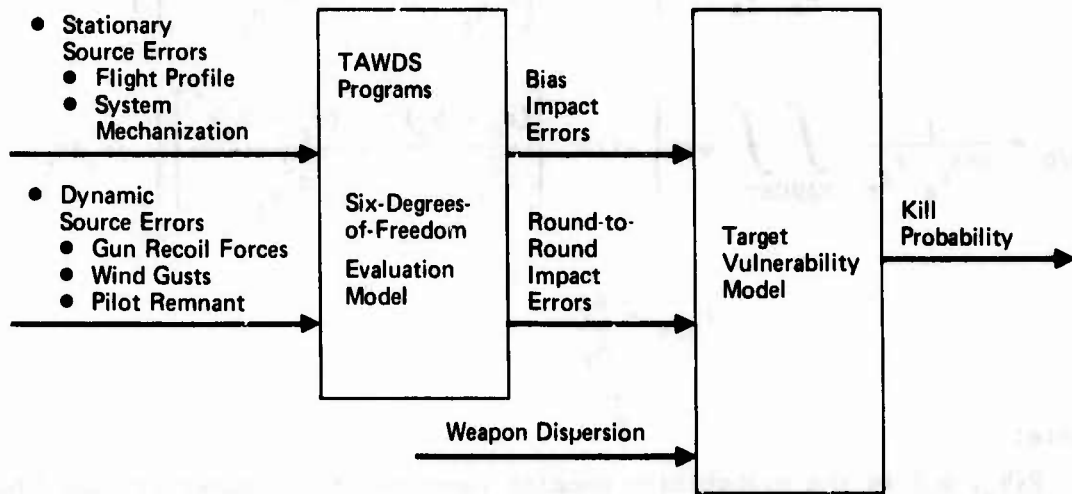 ● Stationary
Source Errors
● Flight Profile
● System
Mechanization
● Dynamic
Source Errors
● Gun Recoil Forces
● Wind Gusts
● Pilot Remnant
TAWDS
Programs
Six-Degrees-
of-Freedom
Evaluation
Model
Bias
Impact
Errors
Round-to-
Round
Impact
Errors
Weapon Dispersion
Target
Vulnerability
Model
Kill
Probability